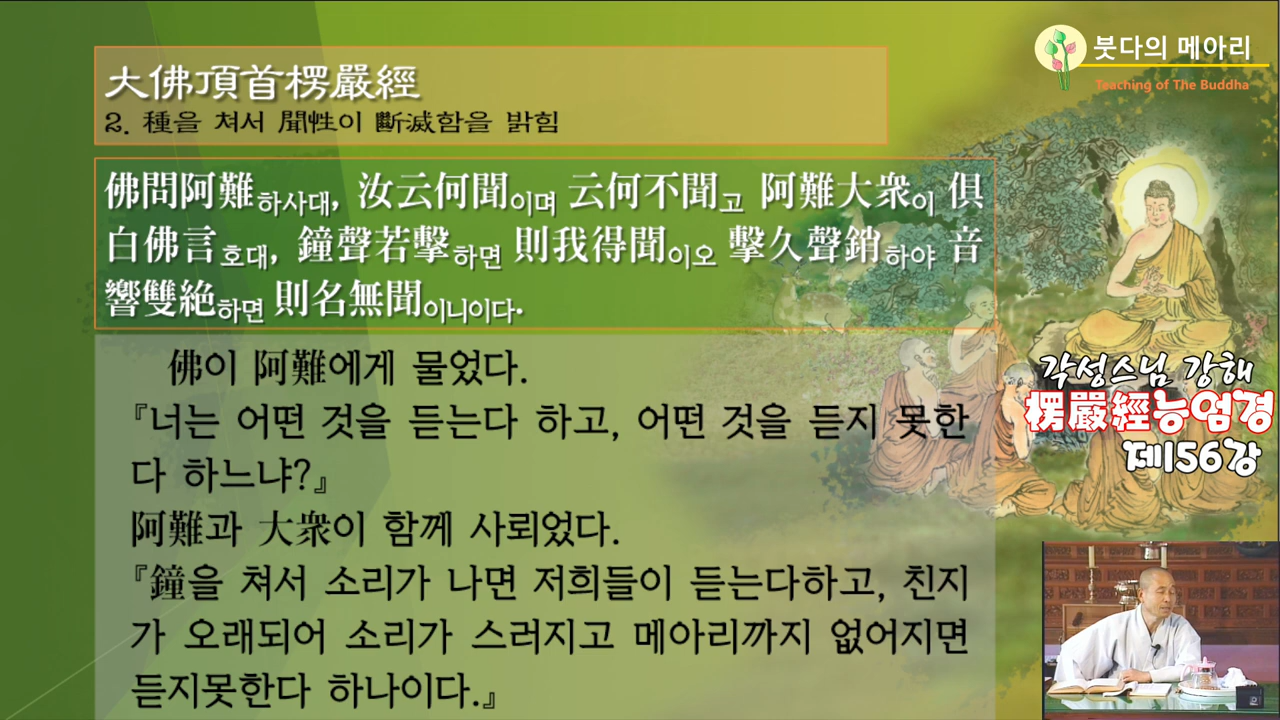 大佛頂首楞嚴經
2. 種을 쳐서 聞性이 斷滅함을 밝힘
佛問阿難하사대, 汝云何聞이며 云何不聞고 阿難大衆이 俱
白佛言호대, 鐘聲若擊하면 則我得聞이오 擊久聲銷하야 音
響雙絶하면 則名無聞이니이다.
佛이 阿難에게 물었다.
『너는 어떤 것을 듣는다 하고, 어떤 것을 듣지 못한
다 하느냐?』
阿難과 大衆이 함께 사뢰었다.
『鐘을 쳐서 소리가 나면 저희들이 듣는다하고, 친지
가 오래되어 소리가 스러지고 메아리까지 없어지면
듣지못한다 하나이다.』
붓다의 메아리
Teaching of The Buddha
각성스님 강해
楞嚴經능엄경
제156강